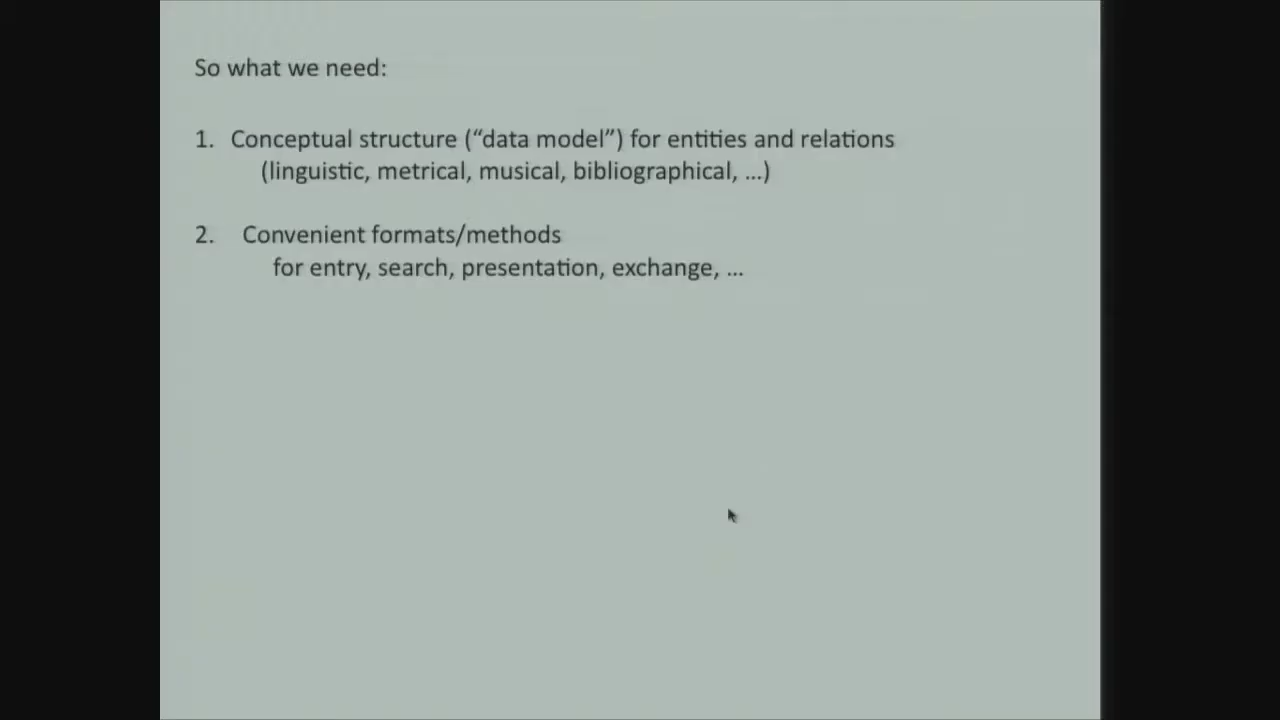 So what we need:
1. Conceptual structure (“data model”) for entities and relations
(linguistic, metrical, musical, bibliographical, ...)
2. Convenient formats/methods
for entry, search, presentation, exchange, ...